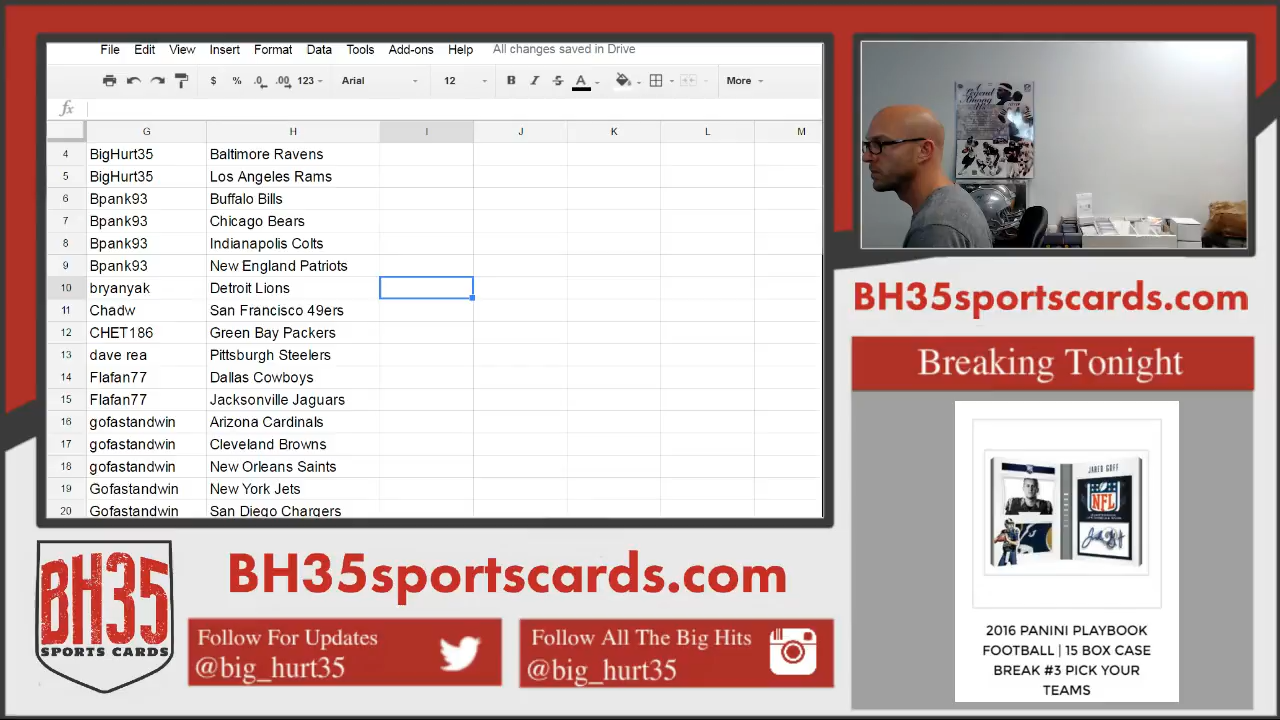 File Edit View Insert Format Data Tools Add-ons Help All changes saved in Drive
$ % .0 .00 123 Arial 12 B I S A More
fx
G H I J K L M
4 BigHurt35 Baltimore Ravens
5 BigHurt35 Los Angeles Rams
6 Bpank93 Buffalo Bills
7 Bpank93 Chicago Bears
8 Bpank93 Indianapolis Colts
9 Bpank93 New England Patriots
10 bryanyak Detroit Lions
11 Chadw San Francisco 49ers
12 CHET186 Green Bay Packers
13 dave rea Pittsburgh Steelers
14 Flafan77 Dallas Cowboys
15 Flafan77 Jacksonville Jaguars
16 gofastandwin Arizona Cardinals
17 gofastandwin Cleveland Browns
18 gofastandwin New Orleans Saints
19 Gofastandwin New York Jets
20 Gofastandwin San Diego Chargers
A Legend Among Us
BH35sportscards.com
Breaking Tonight
JARED GOFF
NFL
2016 PANINI PLAYBOOK
FOOTBALL | 15 BOX CASE
BREAK #3 PICK YOUR
TEAMS
BH35
SPORTS CARDS
BH35sportscards.com
Follow For Updates
@big_hurt35
Follow All The Big Hits
@big_hurt35